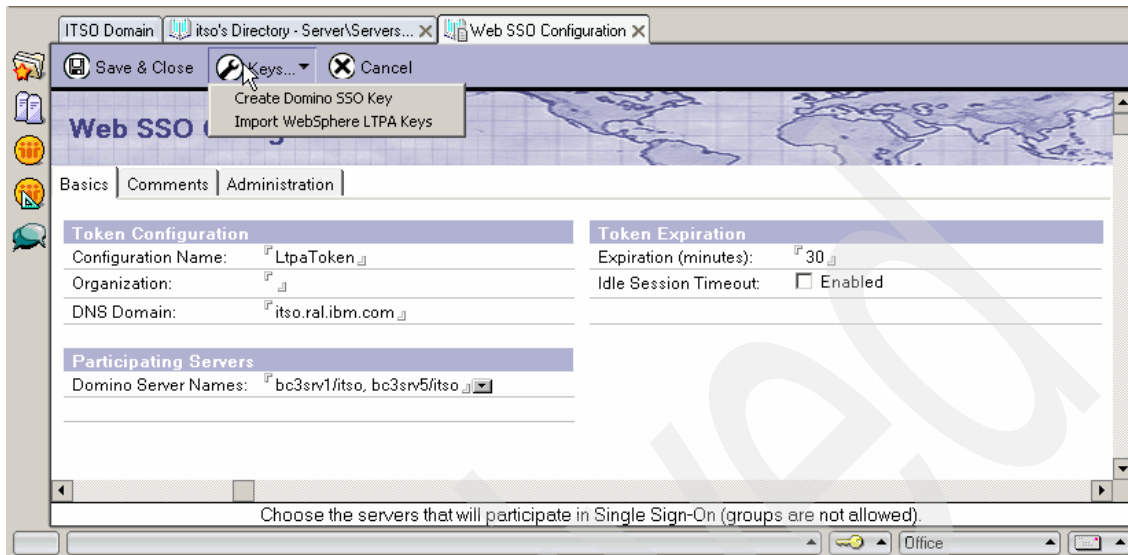 ITSO Domain itso's Directory - Server\Servers... Web SSO Configuration
Save & Close Keys... Cancel
Create Domino SSO Key
Import WebSphere LTPA Keys
Web SSO
Basics Comments Administration
Token Configuration Token Expiration
Configuration Name: LtpaToken Expiration (minutes): 30
Organization: Idle Session Timeout: Enabled
DNS Domain: itso.ral.ibm.com
Participating Servers
Domino Server Names: bc3srv1/itso, bc3srv5/itso
Choose the servers that will participate in Single Sign-On (groups are not allowed).
Office